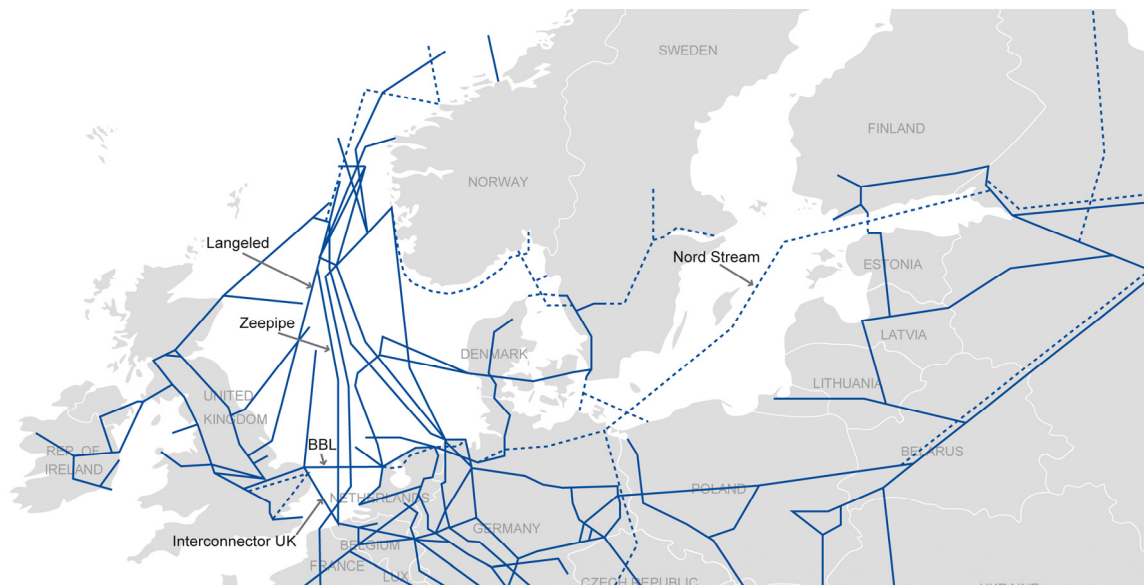 SWEDEN
FINLAND
NORWAY
Langeled
Nord Stream
ESTONIA
Zeepipe
LATVIA
DENMARK
LITHUANIA
UNITED
KINGDOM
BBL
REP. OF
IRELAND
BELARUS
POLAND
NETHERLANDS
GERMANY
Interconnector UK
BELGIUM
FRANCE
LUX
CZECH REPUBLIC
UKRAINE